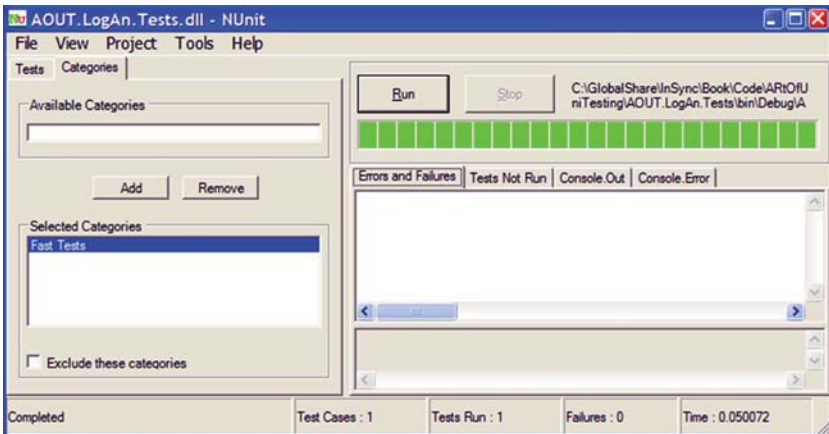 AOUT.LogAn.Tests.dll - NUnit
File View Project Tools Help
Tests Categories
Available Categories
Add Remove
Selected Categories
Fast Tests
Exclude these categories
Run Stop
C:\GlobalShare\InSync\Book\Code\ARtOfU
niTesting\AOUT.LogAn.Tests\bin\Debug\A
Errors and Failures Tests Not Run Console.Out Console.Error
Completed Test Cases : 1 Tests Run : 1 Failures : 0 Time : 0.050072